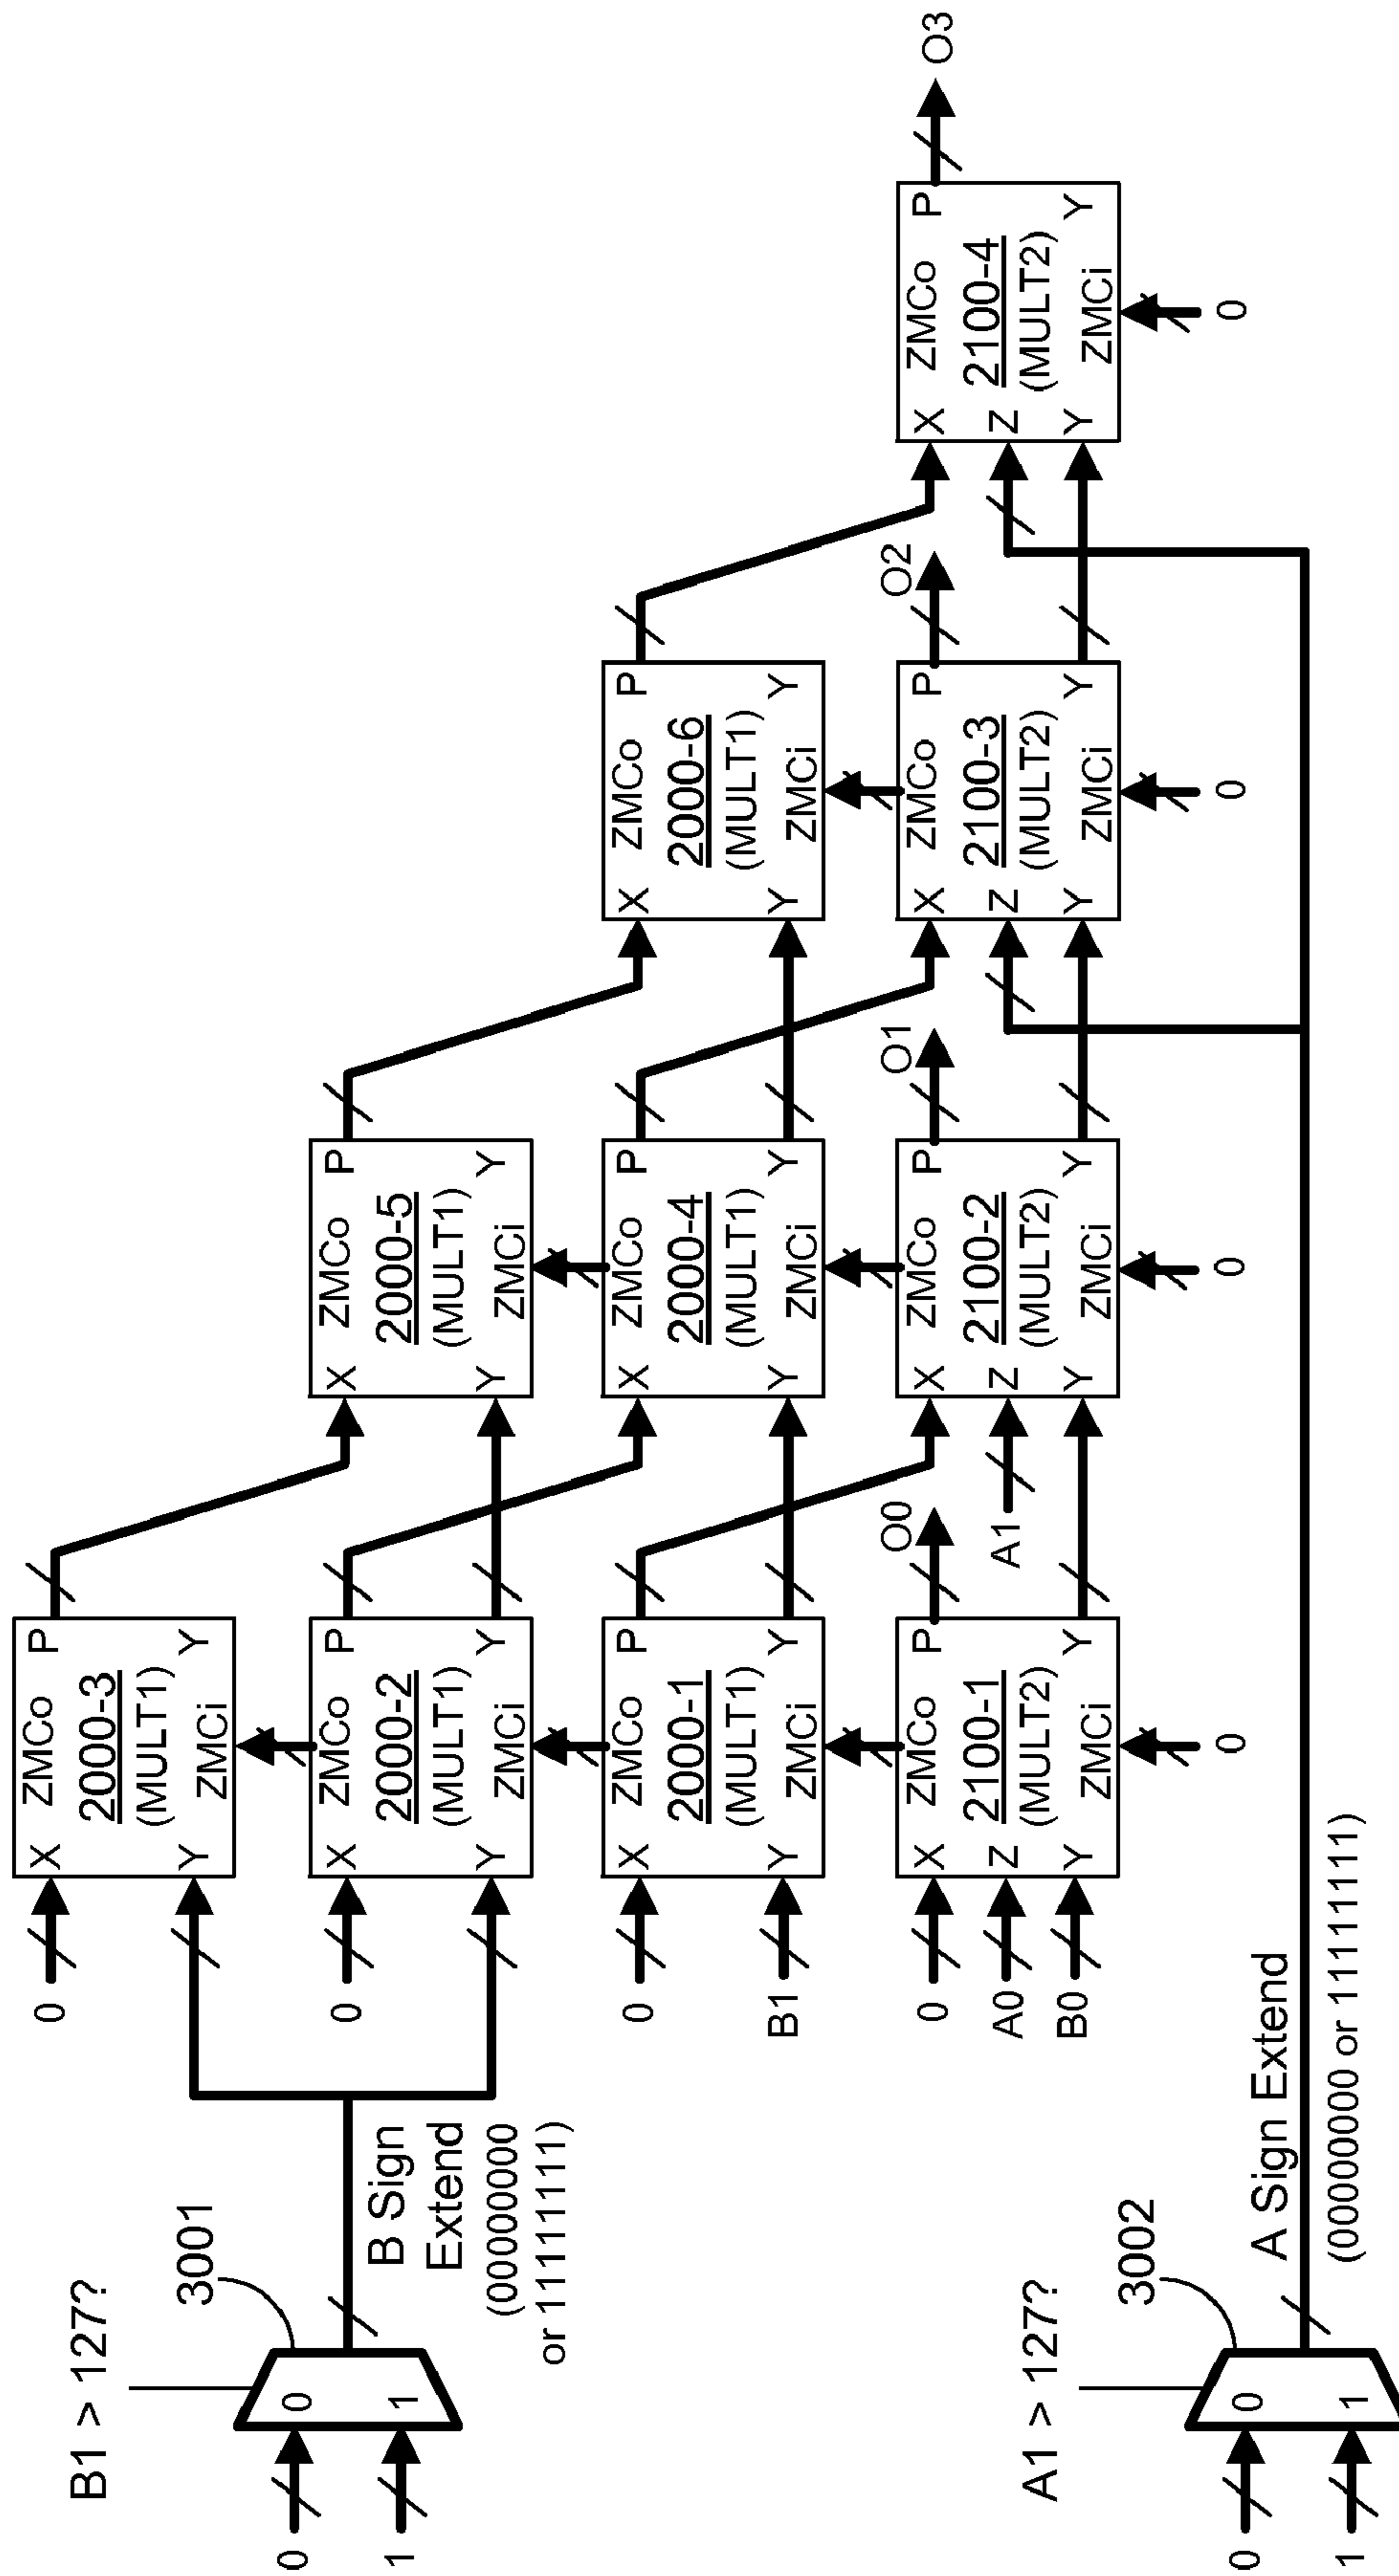 B1 > 127?
3001
0
1
0
1
B Sign
Extend
(00000000
or 11111111)
0
X ZMCo P
2000-3
(MULT1)
Y ZMCi Y
0
X ZMCo P
2000-2
(MULT1)
Y ZMCi Y
X ZMCo P
2000-5
(MULT1)
Y ZMCi Y
0
B1
X ZMCo P
2000-1
(MULT1)
Y ZMCi Y
X ZMCo P
2000-4
(MULT1)
Y ZMCi Y
X ZMCo P
2000-6
(MULT1)
Y ZMCi Y
0
A0
B0
X ZMCo P
Z 2100-1
(MULT2)
Y ZMCi Y
0
O0
A1
X ZMCo P
Z 2100-2
(MULT2)
Y ZMCi Y
0
O1
X ZMCo P
Z 2100-3
(MULT2)
Y ZMCi Y
0
O2
X ZMCo P
Z 2100-4
(MULT2)
Y ZMCi Y
0
O3
A1 > 127?
3002
0
1
0
1
A Sign Extend
(00000000 or 11111111)